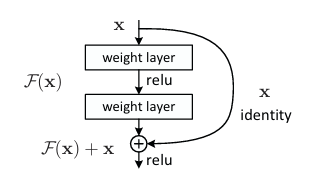 x
weight layer
relu
F(x)
weight layer
x
identity
F(x) + x
relu